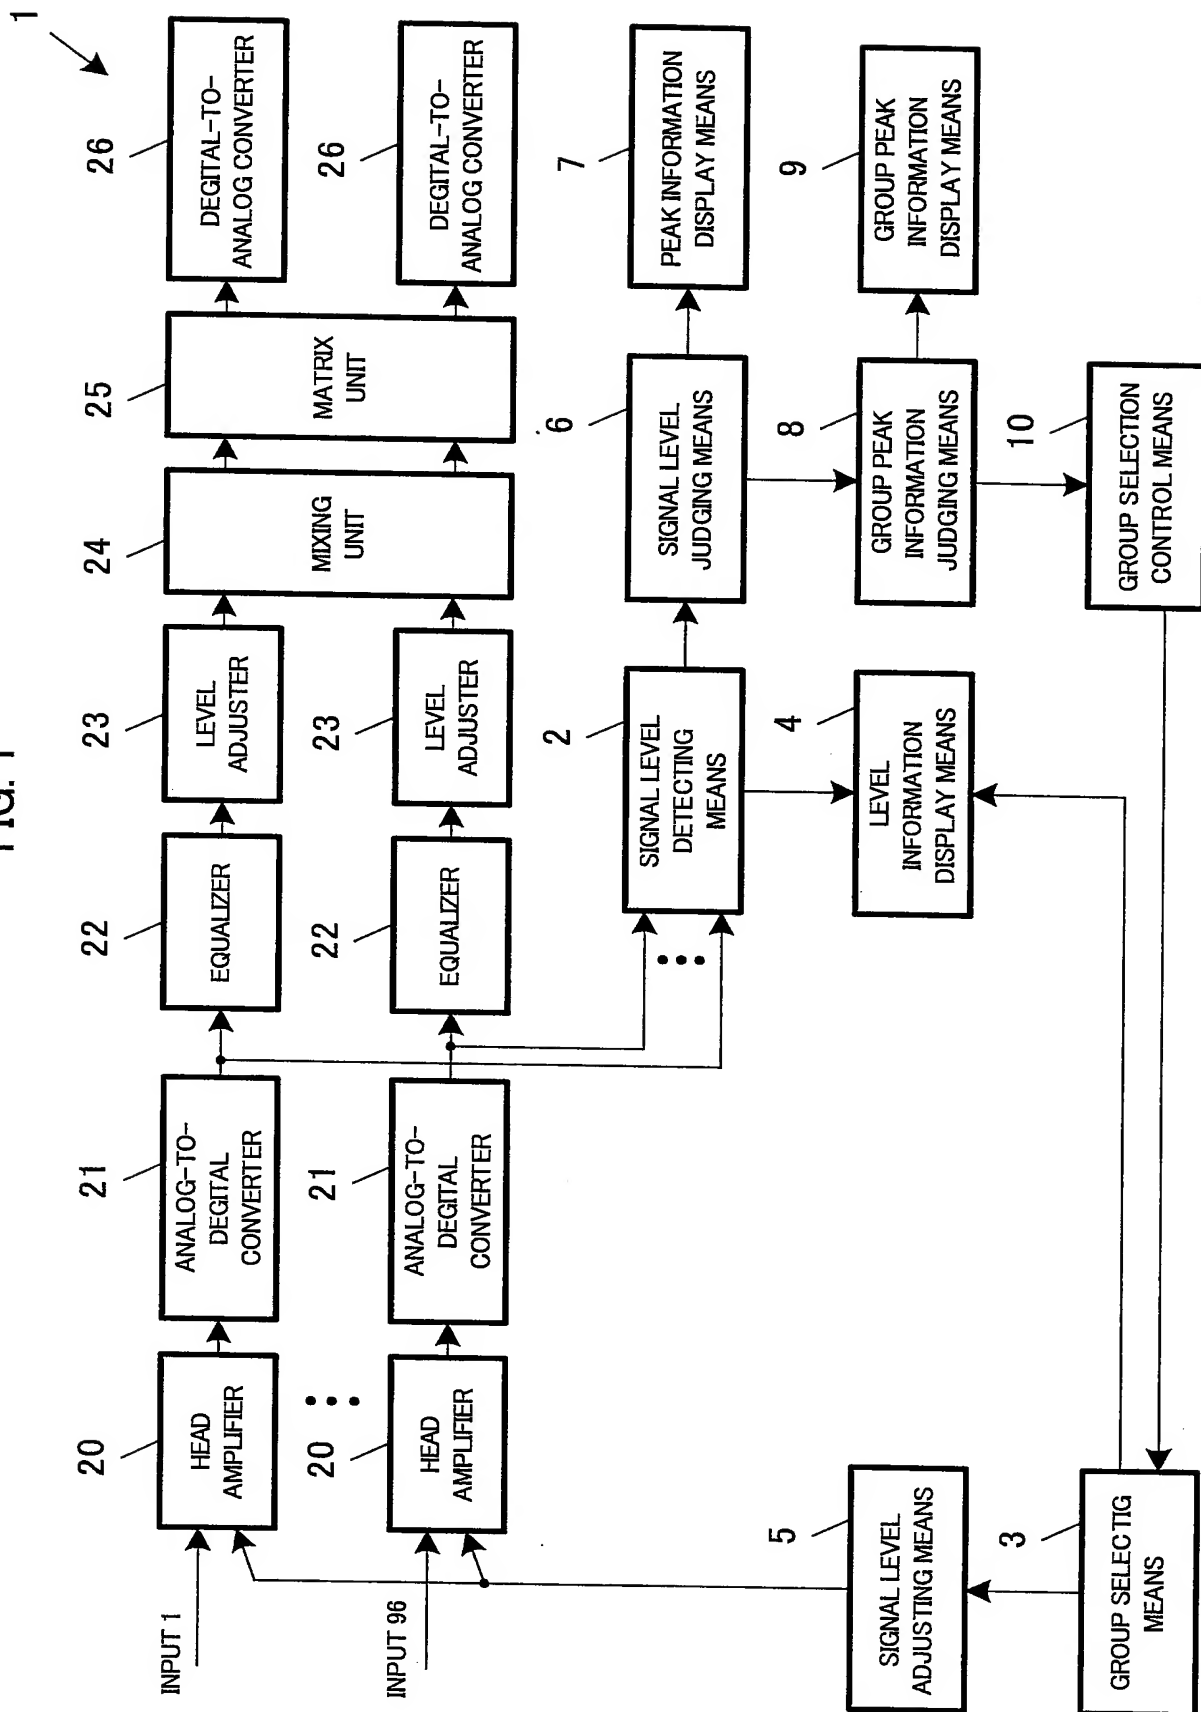 FIG. 1
1
20
21
22
23
24
25
26
INPUT 1
HEAD
AMPLIFIER
ANALOG-TO-
DEGITAL
CONVERTER
EQUALIZER
LEVEL
ADJUSTER
MIXING
UNIT
MATRIX
UNIT
DEGITAL-TO-
ANALOG CONVERTER
20
21
22
23
26
INPUT 96
HEAD
AMPLIFIER
ANALOG-TO-
DEGITAL
CONVERTER
EQUALIZER
LEVEL
ADJUSTER
DEGITAL-TO-
ANALOG CONVERTER
2
6
7
SIGNAL LEVEL
DETECTING
MEANS
SIGNAL LEVEL
JUDGING MEANS
PEAK INFORMATION
DISPLAY MEANS
5
4
8
9
SIGNAL LEVEL
ADJUSTING MEANS
LEVEL
INFORMATION
DISPLAY MEANS
GROUP PEAK
INFORMATION
JUDGING MEANS
GROUP PEAK
INFORMATION
DISPLAY MEANS
3
10
GROUP SELECTIG
MEANS
GROUP SELECTION
CONTROL MEANS